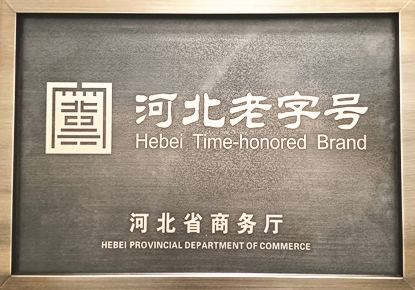 河北老字号
Hebei Time-honored Brand
河北省商务厅
HEBEI PROVINCIAL DEPARTMENT OF COMMERCE